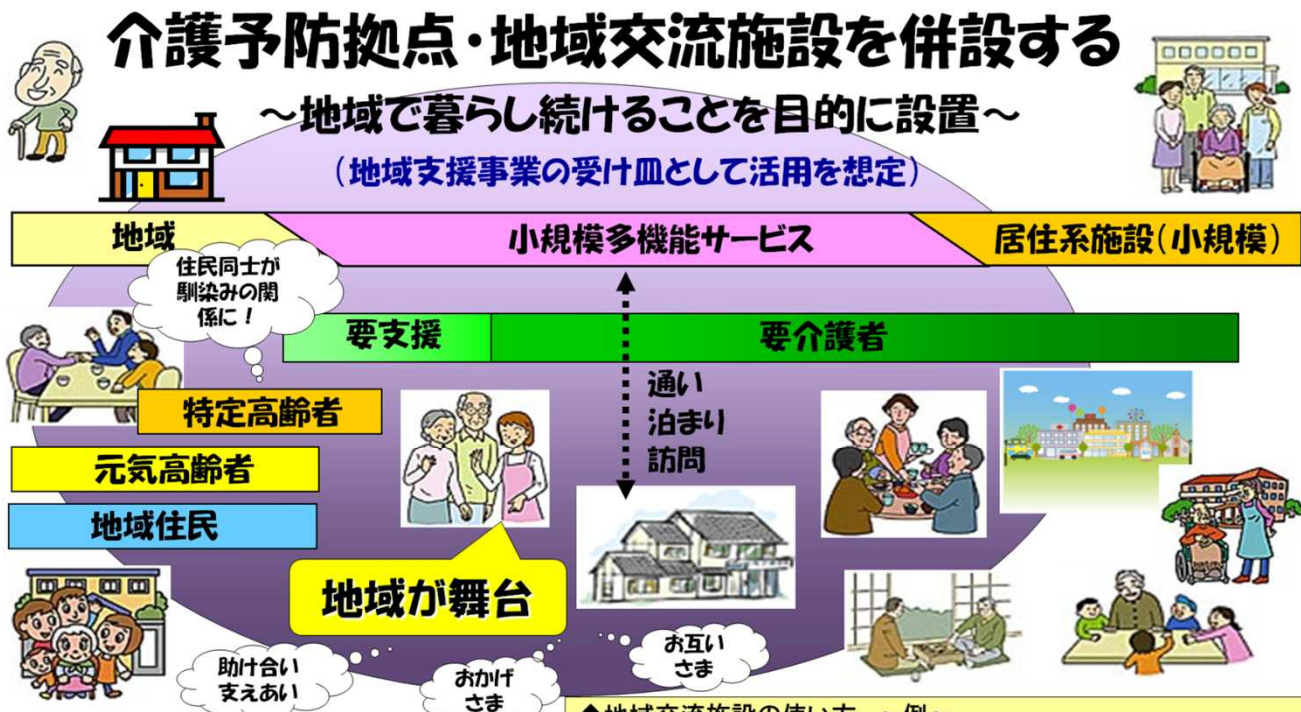 介護予防拠点・地域交流施設を併設する
～地域で暮らし続けることを目的に設置～
（地域支援事業の受け皿として活用を想定）
地域
小規模多機能サービス
居住系施設（小規模）
住民同士が
馴染みの関
係に！
要支援
要介護者
通い
泊まり
訪問
特定高齢者
元気高齢者
地域住民
地域が舞台
助け合い
支えあい
おかげ
さま
お互い
さま